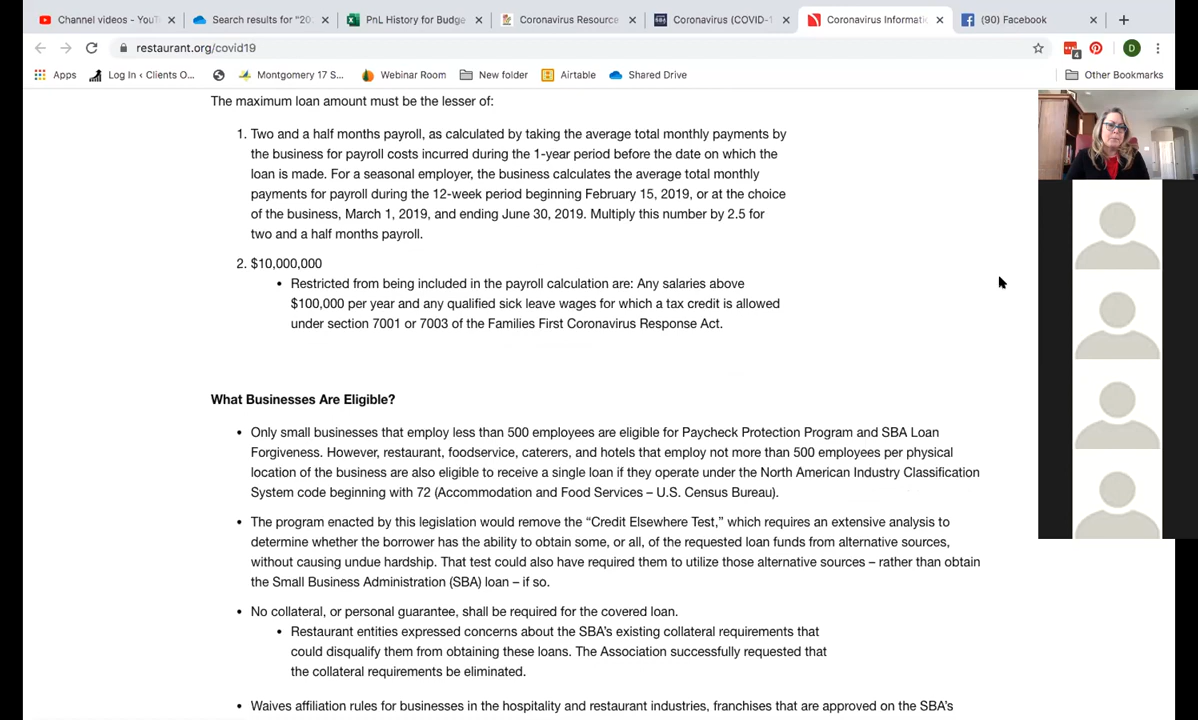 Channel videos - YouT
Search results for "20
PnL History for Budge
Coronavirus Resource
Coronavirus (COVID-1
Coronavirus Informati
(90) Facebook
restaurant.org/covid19
4
D
Apps
Log In ‹ Clients O...
Montgomery 17 S...
Webinar Room
New folder
Airtable
Shared Drive
Other Bookmarks
The maximum loan amount must be the lesser of:
1. Two and a half months payroll, as calculated by taking the average total monthly payments by
the business for payroll costs incurred during the 1-year period before the date on which the
loan is made. For a seasonal employer, the business calculates the average total monthly
payments for payroll during the 12-week period beginning February 15, 2019, or at the choice
of the business, March 1, 2019, and ending June 30, 2019. Multiply this number by 2.5 for
two and a half months payroll.
2. $10,000,000
• Restricted from being included in the payroll calculation are: Any salaries above
$100,000 per year and any qualified sick leave wages for which a tax credit is allowed
under section 7001 or 7003 of the Families First Coronavirus Response Act.
What Businesses Are Eligible?
• Only small businesses that employ less than 500 employees are eligible for Paycheck Protection Program and SBA Loan
Forgiveness. However, restaurant, foodservice, caterers, and hotels that employ not more than 500 employees per physical
location of the business are also eligible to receive a single loan if they operate under the North American Industry Classification
System code beginning with 72 (Accommodation and Food Services – U.S. Census Bureau).
• The program enacted by this legislation would remove the “Credit Elsewhere Test,” which requires an extensive analysis to
determine whether the borrower has the ability to obtain some, or all, of the requested loan funds from alternative sources,
without causing undue hardship. That test could also have required them to utilize those alternative sources – rather than obtain
the Small Business Administration (SBA) loan – if so.
• No collateral, or personal guarantee, shall be required for the covered loan.
• Restaurant entities expressed concerns about the SBA’s existing collateral requirements that
could disqualify them from obtaining these loans. The Association successfully requested that
the collateral requirements be eliminated.
• Waives affiliation rules for businesses in the hospitality and restaurant industries, franchises that are approved on the SBA’s